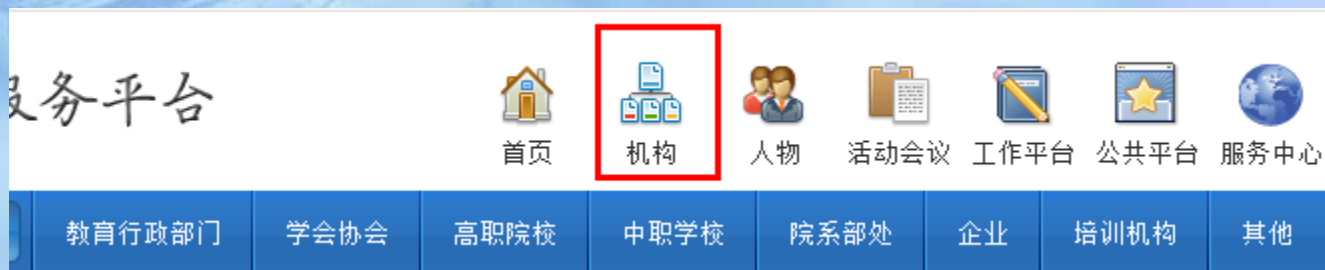 务平台
首页 机构 人物 活动会议 工作平台 公共平台 服务中心
教育行政部门 学会协会 高职院校 中职学校 院系部处 企业 培训机构 其他